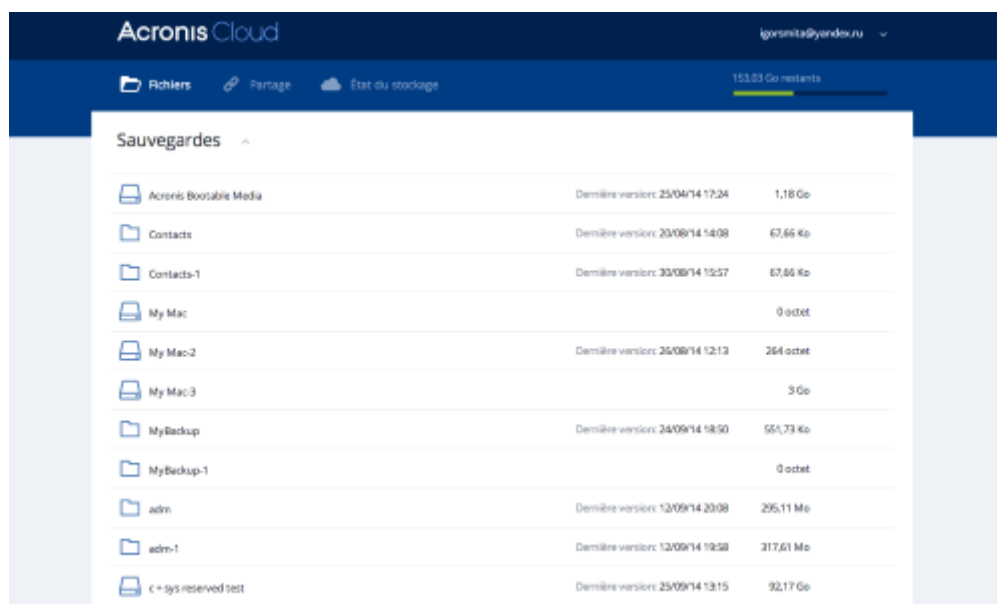 Acronis Cloud
igorsmita@yandex.ru
Fichiers Partage État du stockage 153,03 Go restants
Sauvegardes
Acronis Bootable Media Dernière version: 25/04/14 17:24 1,18 Go
Contacts Dernière version: 20/08/14 14:08 67,66 Ko
Contacts-1 Dernière version: 30/08/14 15:57 67,66 Ko
My Mac 0 octet
My Mac-2 Dernière version: 26/08/14 12:13 264 octet
My Mac-3 3 Go
MyBackup Dernière version: 24/09/14 18:50 551,73 Ko
MyBackup-1 0 octet
adm Dernière version: 12/09/14 20:08 295,11 Mo
adm-1 Dernière version: 12/09/14 19:58 317,61 Mo
c + sys reserved test Dernière version: 25/09/14 13:15 92,17 Go